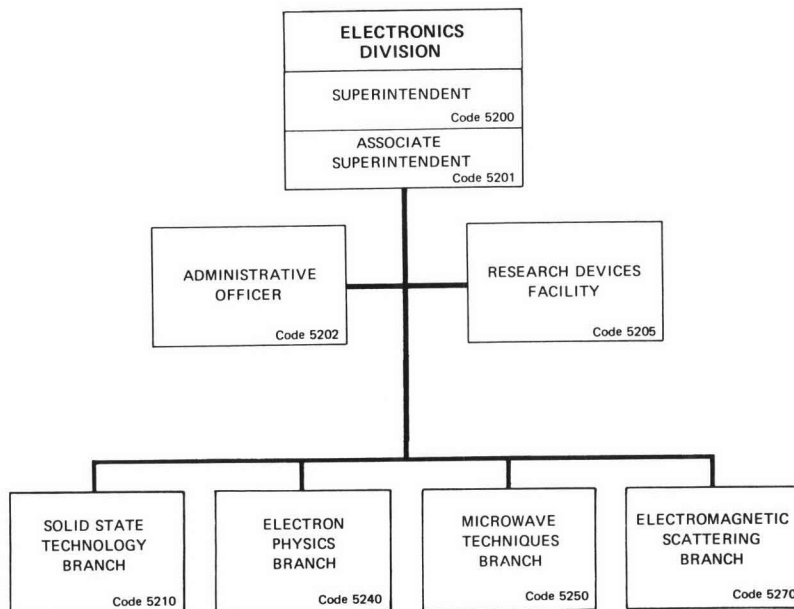 ELECTRONICS
DIVISION
SUPERINTENDENT
Code 5200
ASSOCIATE
SUPERINTENDENT
Code 5201
ADMINISTRATIVE
OFFICER
Code 5202
RESEARCH DEVICES
FACILITY
Code 5205
SOLID STATE
TECHNOLOGY
BRANCH
Code 5210
ELECTRON
PHYSICS
BRANCH
Code 5240
MICROWAVE
TECHNIQUES
BRANCH
Code 5250
ELECTROMAGNETIC
SCATTERING
BRANCH
Code 5270